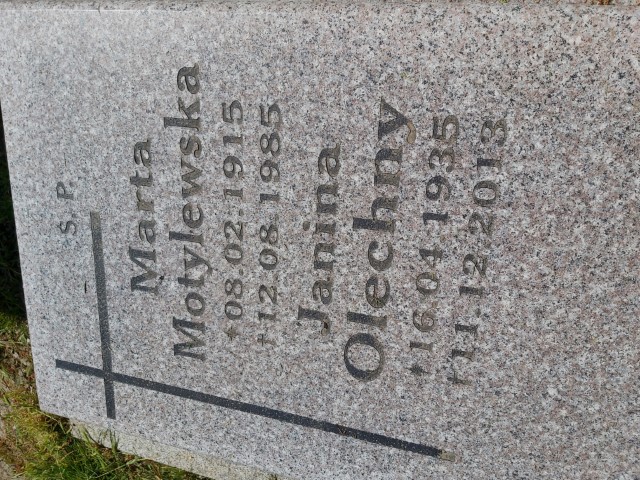 S. P.
Marta
Motylewska
*08.02.1915
†12.08.1985
Janina
Olechny
*16.04.1935
†11.12.2013